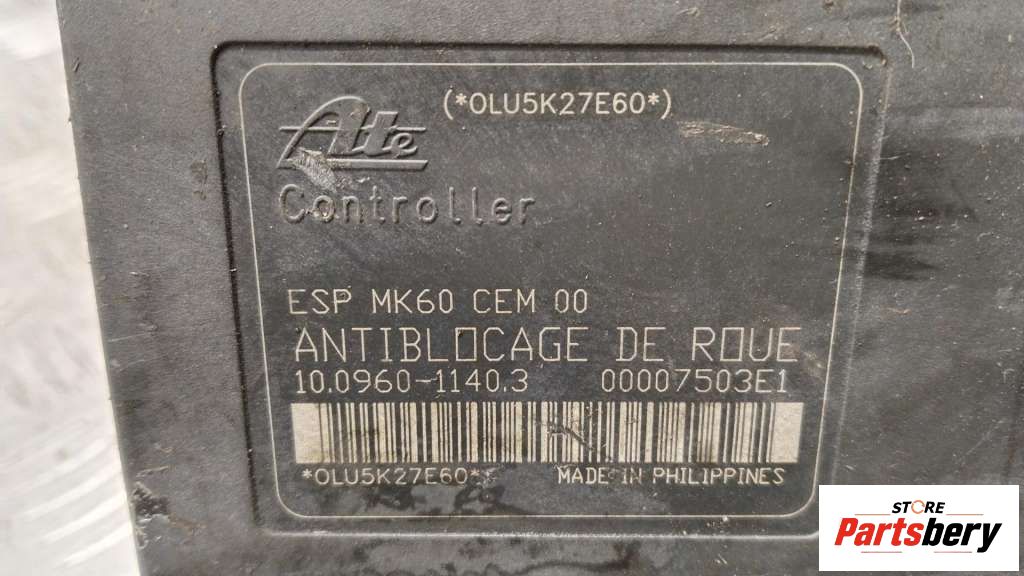 (*OLU5K27E60*)
Ate
Controller
ESP MK60 CEM 00
ANTIBLOCAGE DE ROUE
10.0960-1140.3 00007503E1
*OLU5K27E60*
MADE IN PHILIPPINES
STORE
Partsbery